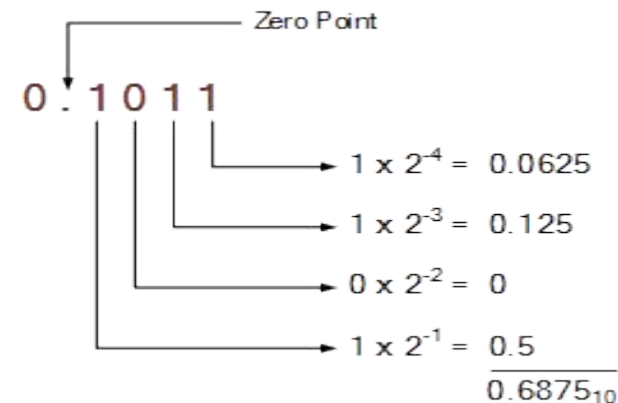 Zero Point
0.1011
1 x 2⁻⁴ = 0.0625
1 x 2⁻³ = 0.125
0 x 2⁻² = 0
1 x 2⁻¹ = 0.5
0.6875₁₀